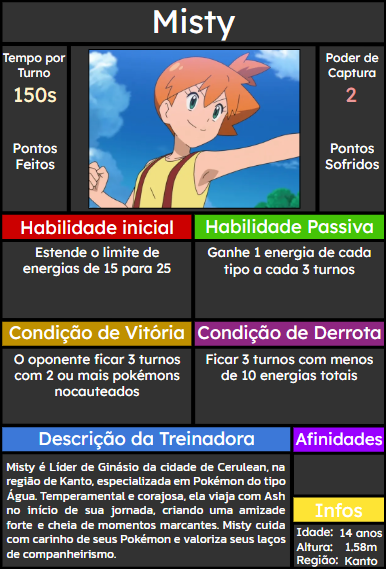 Misty
Tempo por
Turno
150s
Pontos
Feitos
Poder de
Captura
2
Pontos
Sofridos
Habilidade inicial
Estende o limite de
energias de 15 para 25
Habilidade Passiva
Ganhe 1 energia de cada
tipo a cada 3 turnos
Condição de Vitória
O oponente ficar 3 turnos
com 2 ou mais pokémons
nocauteados
Condição de Derrota
Ficar 3 turnos com menos
de 10 energias totais
Descrição da Treinadora
Misty é Líder de Ginásio da cidade de Cerulean, na
região de Kanto, especializada em Pokémon do tipo
Água. Temperamental e corajosa, ela viaja com Ash
no início de sua jornada, criando uma amizade
forte e cheia de momentos marcantes. Misty cuida
com carinho de seus Pokémon e valoriza seus laços
de companheirismo.
Afinidades
Infos
Idade: 14 anos
Altura: 1.58m
Região: Kanto